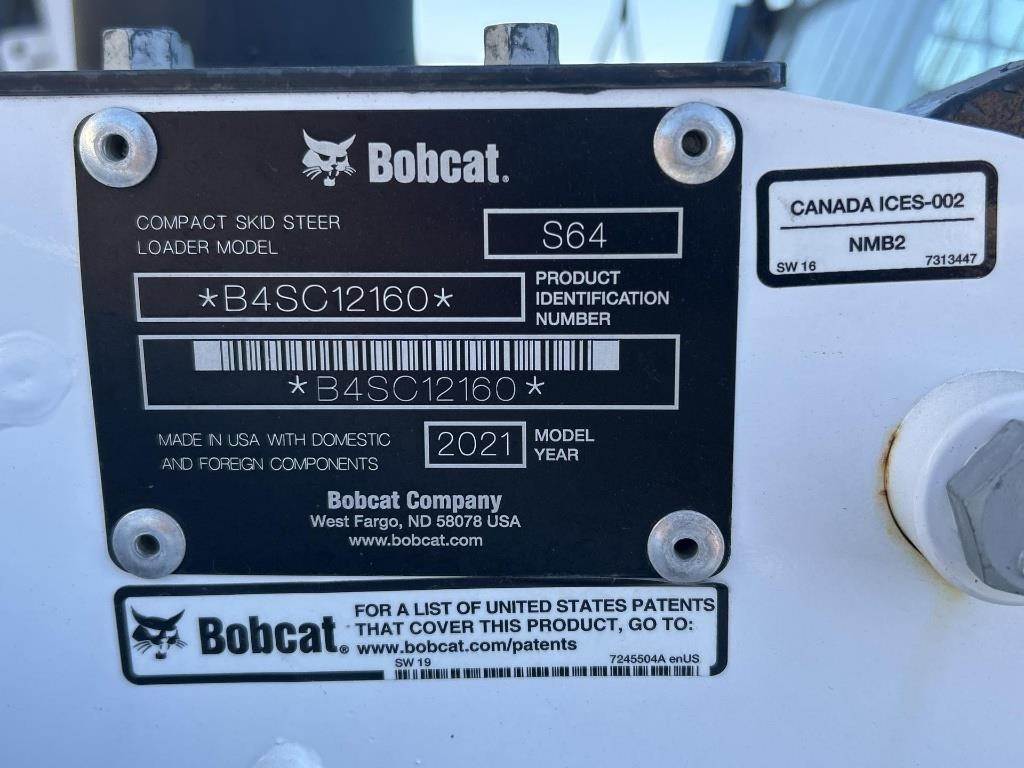 Bobcat.
COMPACT SKID STEER
LOADER MODEL
S64
*B4SC12160*
PRODUCT
IDENTIFICATION
NUMBER
*B4SC12160*
MADE IN USA WITH DOMESTIC
AND FOREIGN COMPONENTS
2021
MODEL
YEAR
Bobcat Company
West Fargo, ND 58078 USA
www.bobcat.com
CANADA ICES-002
NMB2
SW 16
7313447
Bobcat®
FOR A LIST OF UNITED STATES PATENTS
THAT COVER THIS PRODUCT, GO TO:
www.bobcat.com/patents
SW 19
7245504A enUS